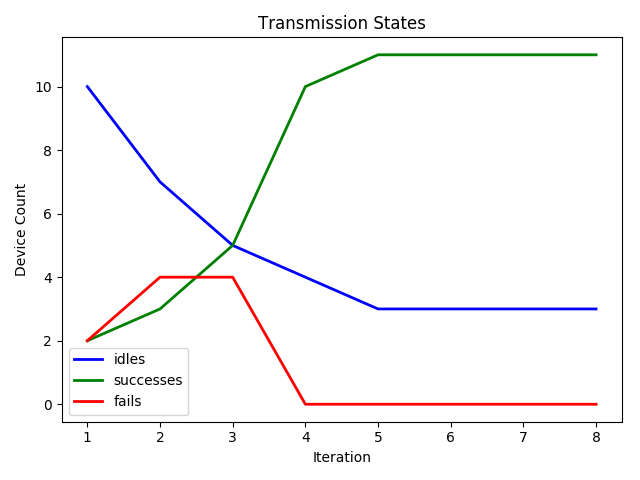 Transmission States
Device Count
10
8
6
4
2
0
idles
successes
fails
1 2 3 4 5 6 7 8
Iteration